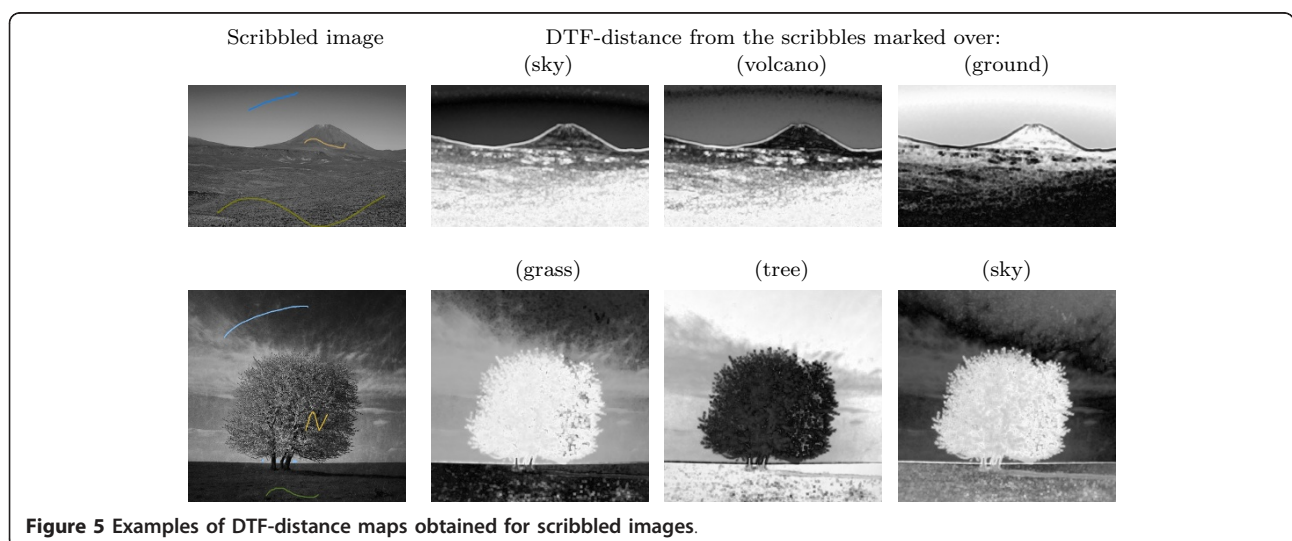 Scribbled image
DTF-distance from the scribbles marked over:
(sky)
(volcano)
(ground)
(grass)
(tree)
(sky)
Figure 5 Examples of DTF-distance maps obtained for scribbled images.